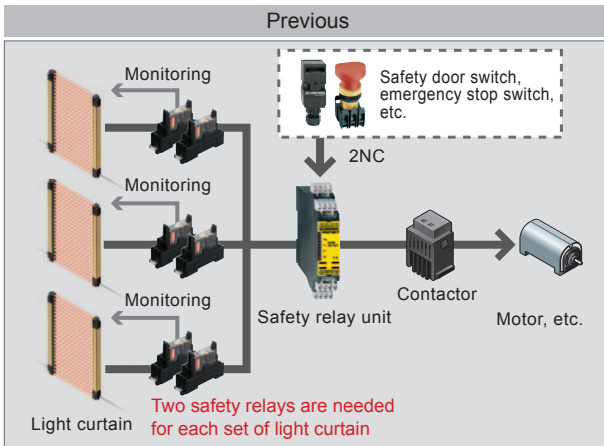 Previous
Monitoring
Safety door switch,
emergency stop switch,
etc.
2NC
Monitoring
Contactor
Safety relay unit
Motor, etc.
Monitoring
Light curtain
Two safety relays are needed
for each set of light curtain